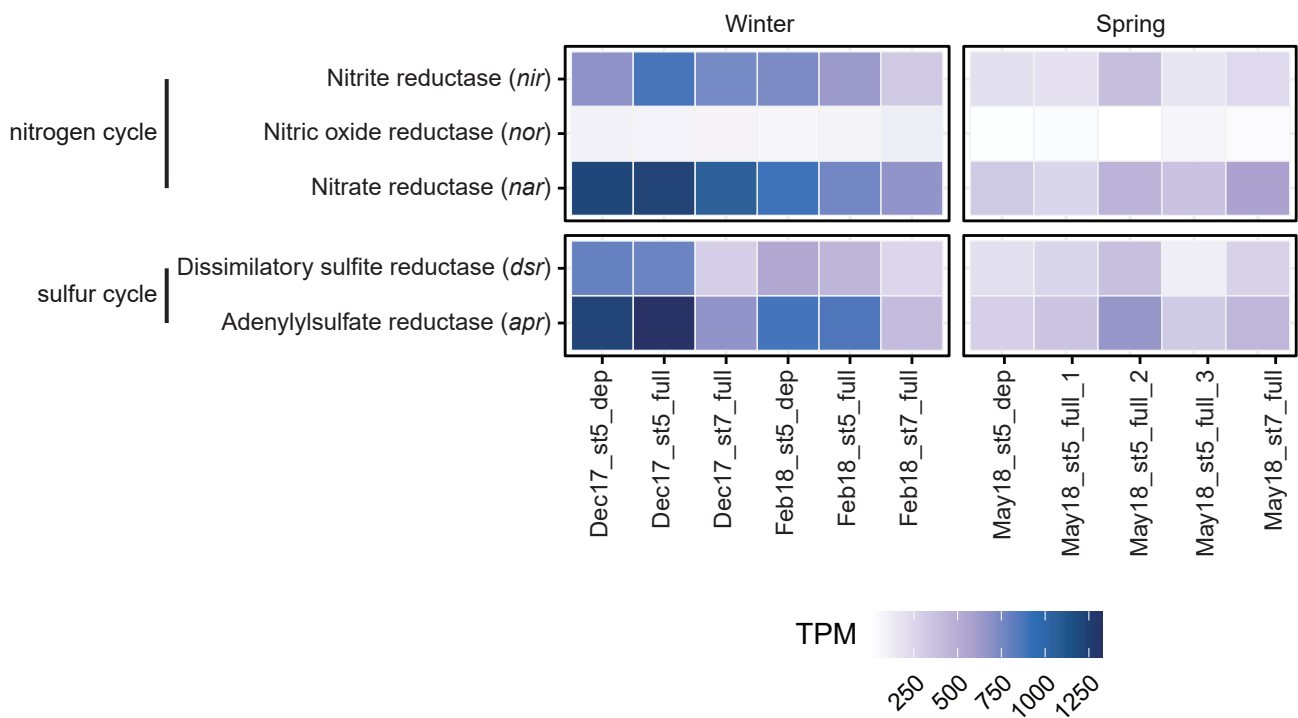 Winter
Spring
nitrogen cycle
Nitrite reductase (nir)
Nitric oxide reductase (nor)
Nitrate reductase (nar)
sulfur cycle
Dissimilatory sulfite reductase (dsr)
Adenylylsulfate reductase (apr)
Dec17_st5_dep
Dec17_st5_full
Dec17_st7_full
Feb18_st5_dep
Feb18_st5_full
Feb18_st7_full
May18_st5_dep
May18_st5_full_1
May18_st5_full_2
May18_st5_full_3
May18_st7_full
TPM
250
500
750
1000
1250